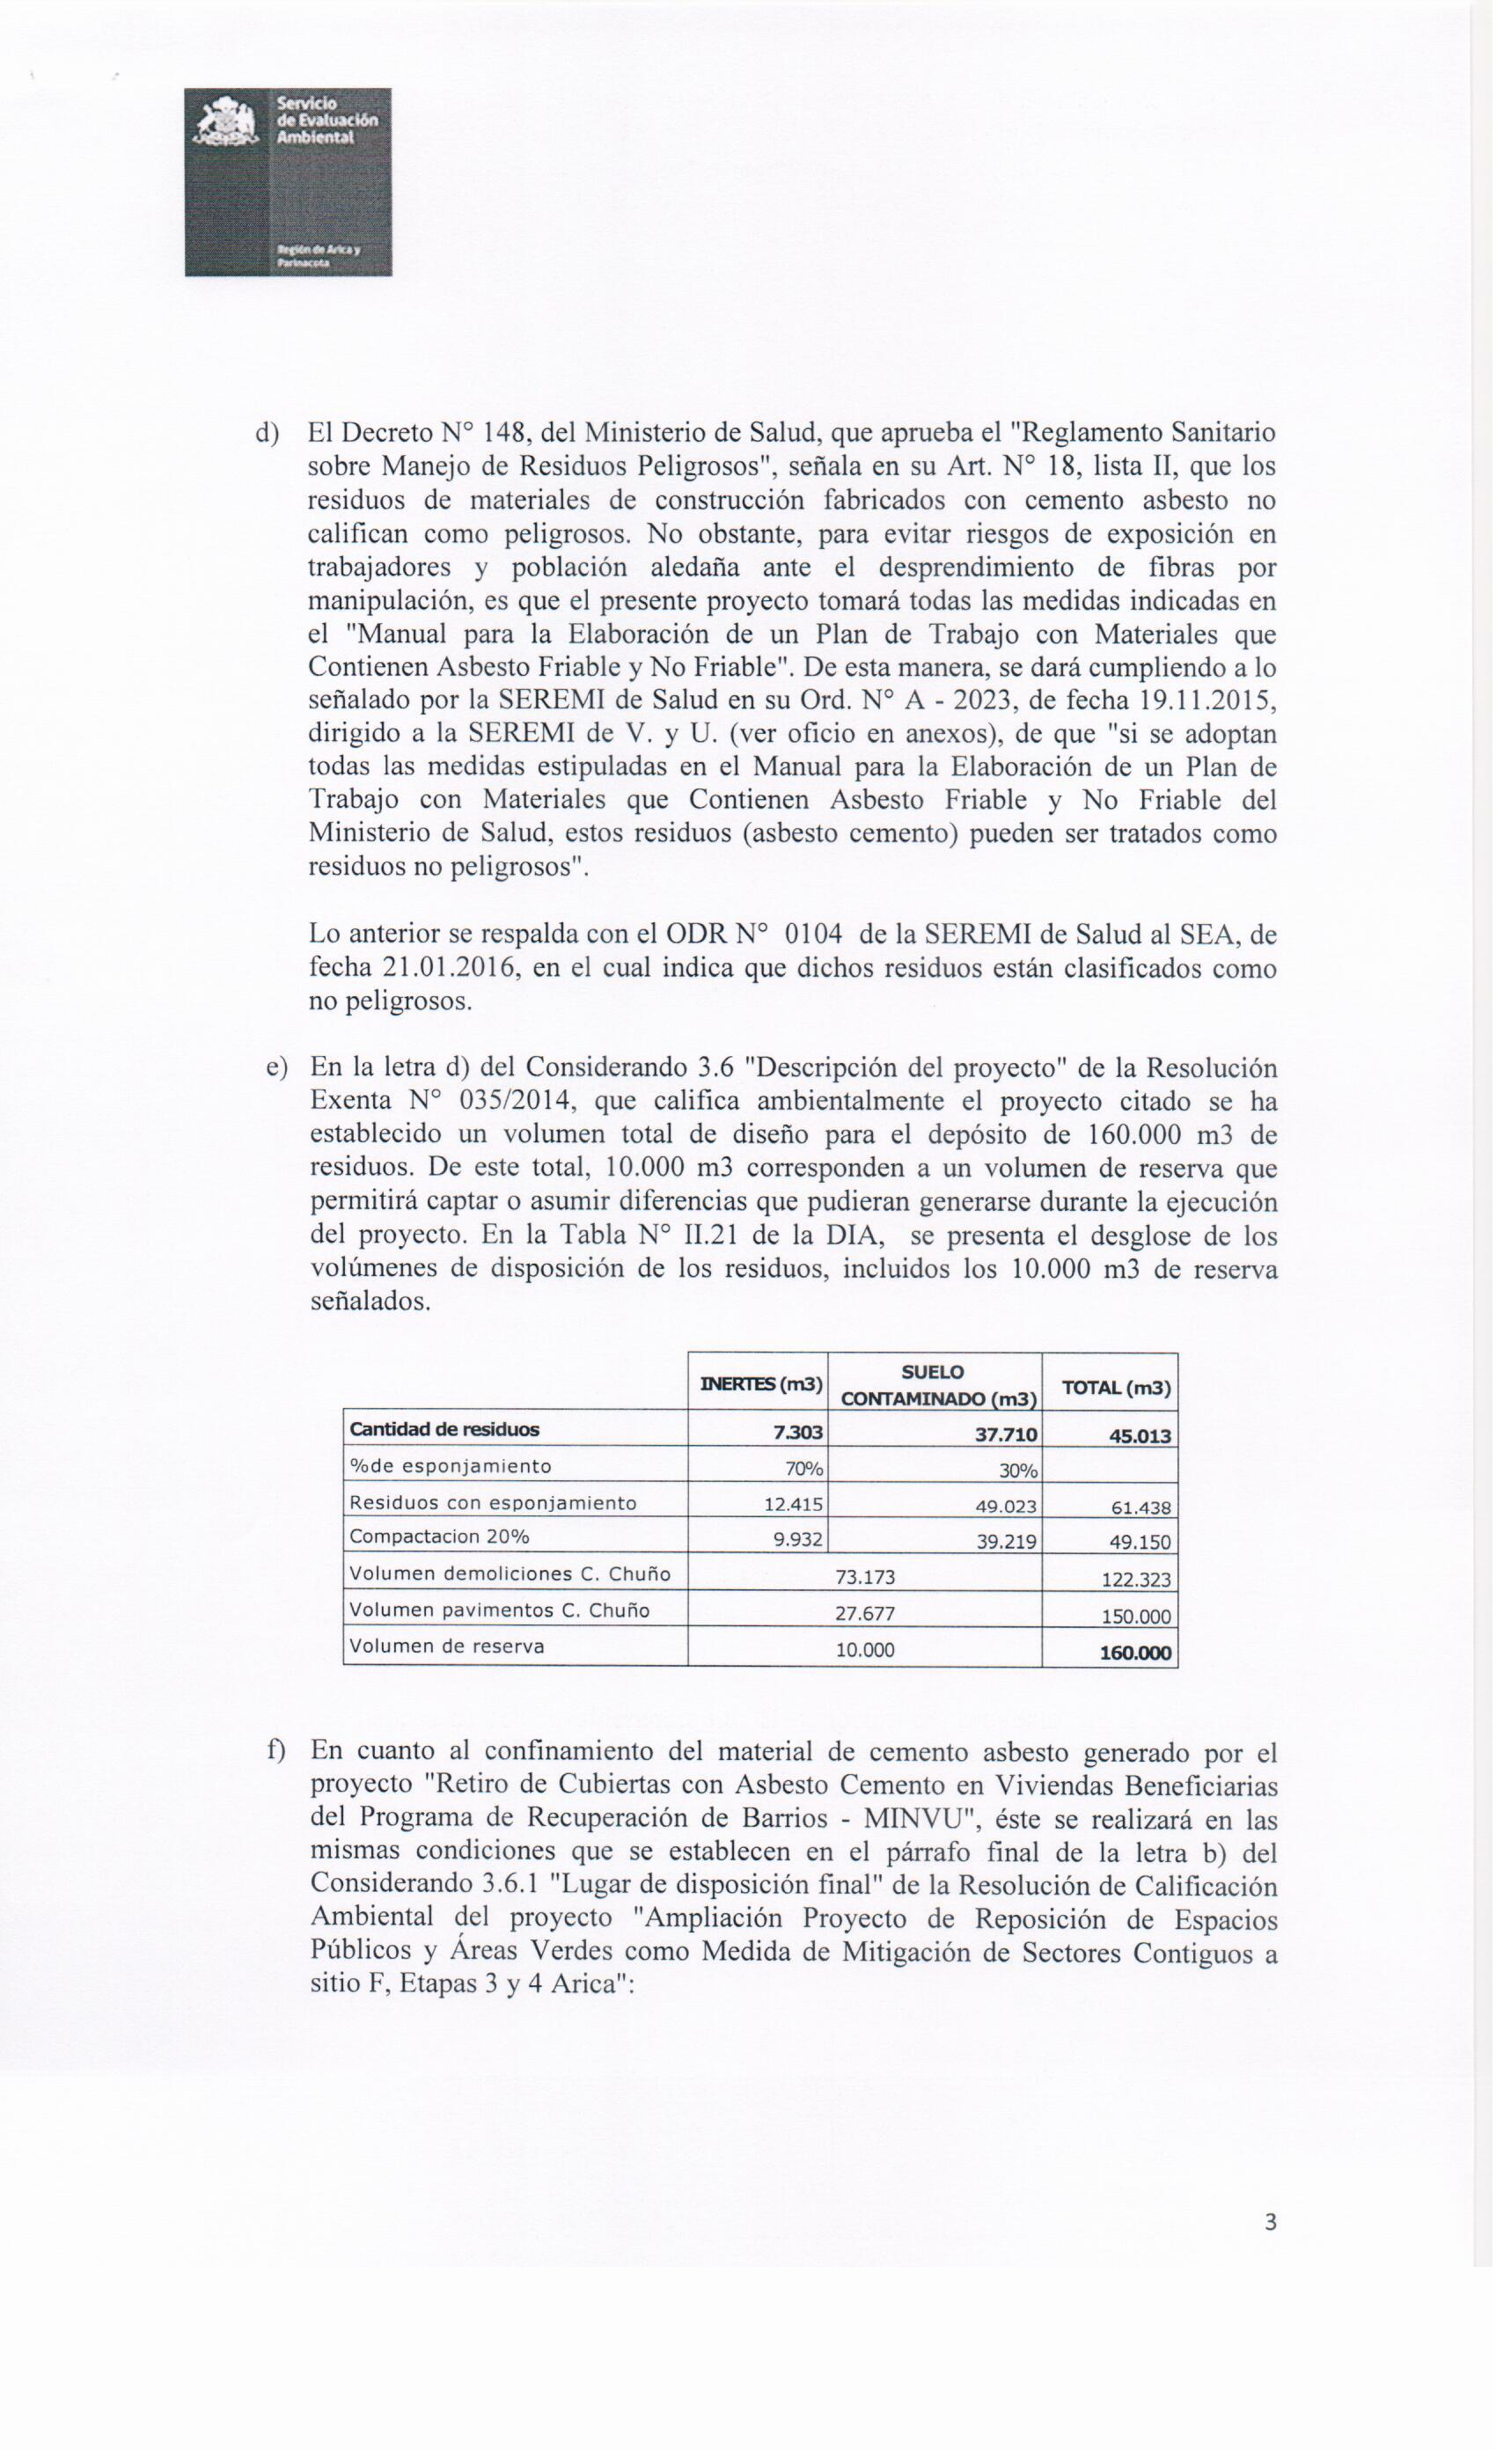 Servicio
de Evaluación
Ambiental
Región de Arica y
Parinacota
d) El Decreto N° 148, del Ministerio de Salud, que aprueba el "Reglamento Sanitario
sobre Manejo de Residuos Peligrosos", señala en su Art. N° 18, lista II, que los
residuos de materiales de construcción fabricados con cemento asbesto no
califican como peligrosos. No obstante, para evitar riesgos de exposición en
trabajadores y población aledaña ante el desprendimiento de fibras por
manipulación, es que el presente proyecto tomará todas las medidas indicadas en
el "Manual para la Elaboración de un Plan de Trabajo con Materiales que
Contienen Asbesto Friable y No Friable". De esta manera, se dará cumpliendo a lo
señalado por la SEREMI de Salud en su Ord. N° A - 2023, de fecha 19.11.2015,
dirigido a la SEREMI de V. y U. (ver oficio en anexos), de que "si se adoptan
todas las medidas estipuladas en el Manual para la Elaboración de un Plan de
Trabajo con Materiales que Contienen Asbesto Friable y No Friable del
Ministerio de Salud, estos residuos (asbesto cemento) pueden ser tratados como
residuos no peligrosos".
Lo anterior se respalda con el ODR N° 0104 de la SEREMI de Salud al SEA, de
fecha 21.01.2016, en el cual indica que dichos residuos están clasificados como
no peligrosos.
e) En la letra d) del Considerando 3.6 "Descripción del proyecto" de la Resolución
Exenta N° 035/2014, que califica ambientalmente el proyecto citado se ha
establecido un volumen total de diseño para el depósito de 160.000 m3 de
residuos. De este total, 10.000 m3 corresponden a un volumen de reserva que
permitirá captar o asumir diferencias que pudieran generarse durante la ejecución
del proyecto. En la Tabla N° II.21 de la DIA, se presenta el desglose de los
volúmenes de disposición de los residuos, incluidos los 10.000 m3 de reserva
señalados.
INERTES (m3) SUELO CONTAMINADO (m3) TOTAL (m3)
Cantidad de residuos 7.303 37.710 45.013
%de esponjamiento 70% 30%
Residuos con esponjamiento 12.415 49.023 61.438
Compactacion 20% 9.932 39.219 49.150
Volumen demoliciones C. Chuño 73.173 122.323
Volumen pavimentos C. Chuño 27.677 150.000
Volumen de reserva 10.000 160.000
f) En cuanto al confinamiento del material de cemento asbesto generado por el
proyecto "Retiro de Cubiertas con Asbesto Cemento en Viviendas Beneficiarias
del Programa de Recuperación de Barrios - MINVU", éste se realizará en las
mismas condiciones que se establecen en el párrafo final de la letra b) del
Considerando 3.6.1 "Lugar de disposición final" de la Resolución de Calificación
Ambiental del proyecto "Ampliación Proyecto de Reposición de Espacios
Públicos y Áreas Verdes como Medida de Mitigación de Sectores Contiguos a
sitio F, Etapas 3 y 4 Arica":
3